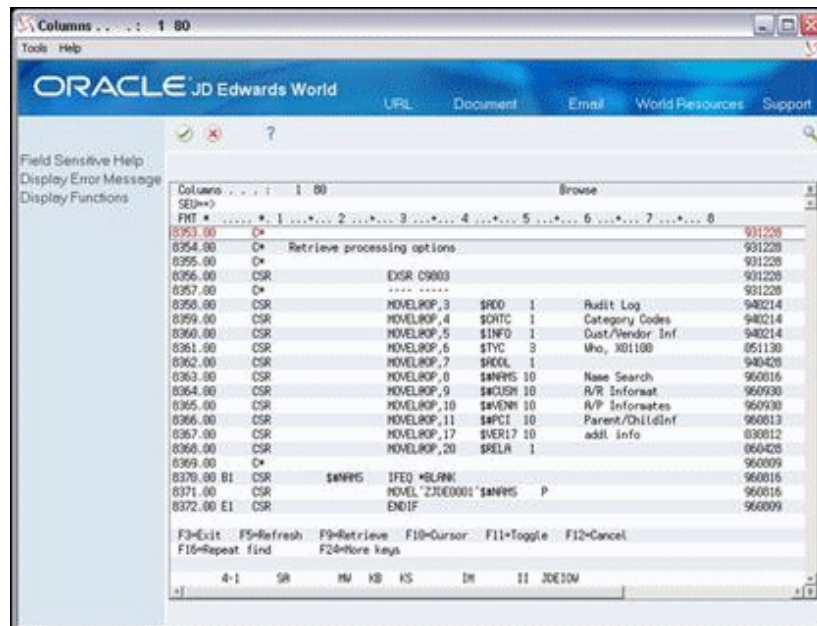 Columns . . . . : 1 80
Tools Help
ORACLE JD Edwards World
URL Document Email World Resources Support
?
Field Sensitive Help
Display Error Message
Display Functions
Columns . . . : 1 80 Browse
SEU==>
FMT * ..... *. 1 ...+... 2 ...+... 3 ...+... 4 ...+... 5 ...+... 6 ...+... 7 ...+... 8
8353.00 C* 931228
8354.00 C* Retrieve processing options 931228
8355.00 C* 931228
8356.00 CSR EXSR C9803 931228
8357.00 C* ---- ----- 931228
8358.00 CSR MOVEL@OP,3 $ADD 1 Audit Log 940214
8359.00 CSR MOVEL@OP,4 $CATC 1 Category Codes 940214
8360.00 CSR MOVEL@OP,5 $INFO 1 Cust/Vendor Inf 940214
8361.00 CSR MOVEL@OP,6 $TYC 3 Who, X01100 051130
8362.00 CSR MOVEL@OP,7 $ADDL 1 940428
8363.00 CSR MOVEL@OP,8 10 Name Search 960816
8364.00 CSR MOVEL@OP,9 10 A/R Informat 960930
8365.00 CSR MOVEL@OP,10 10 A/P Informates 960930
8366.00 CSR MOVEL@OP,11 10 Parent/ChildInf 960813
8367.00 CSR MOVEL@OP,17 $VER17 10 addl info 030812
8368.00 CSR MOVEL@OP,20 $RELA 1 060428
8369.00 C* 960809
8370.00 B1 CSR IFEQ *BLANK 960816
8371.00 CSR MOVEL'ZJDE0001' P 960816
8372.00 E1 CSR ENDIF 960809
F3=Exit F5=Refresh F9=Retrieve F10=Cursor F11=Toggle F12=Cancel
F16=Repeat find F24=More keys
4-1 SA MW KB KS IM II JDEIOW